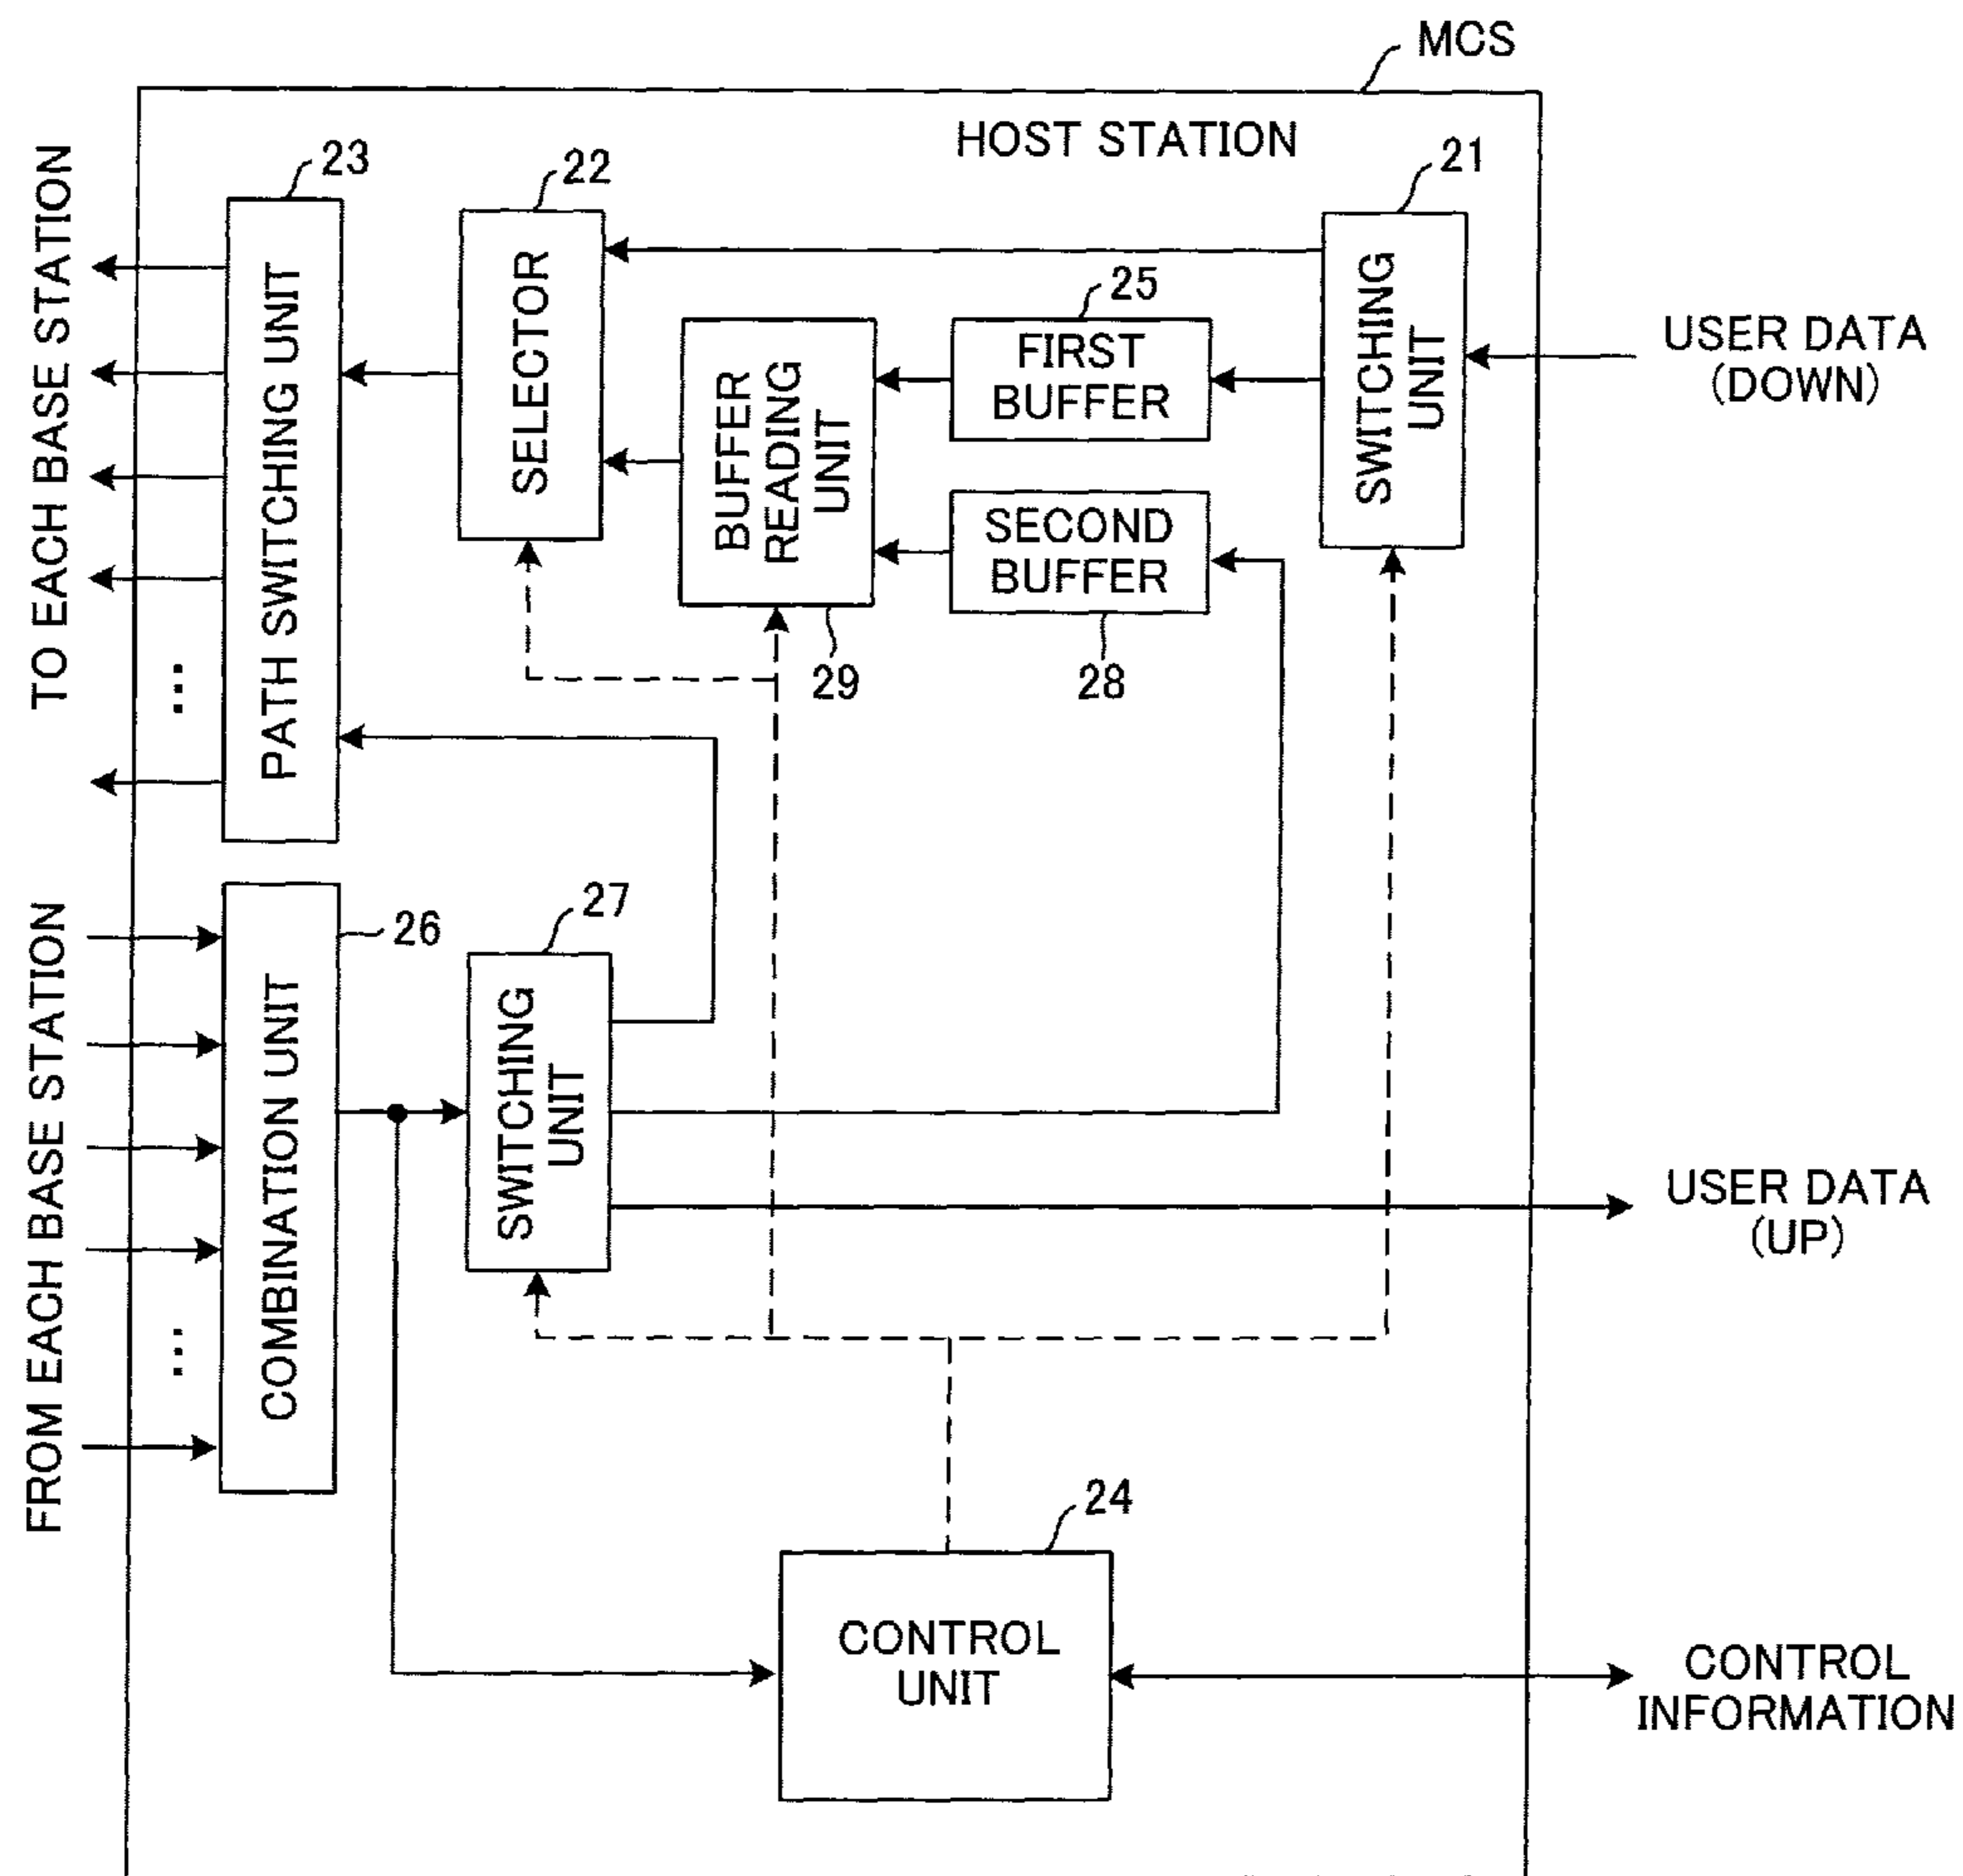 MCS
HOST STATION
23
22
21
TO EACH BASE STATION
PATH SWITCHING UNIT
SELECTOR
BUFFER
READING
UNIT
25
FIRST
BUFFER
SWITCHING
UNIT
USER DATA
(DOWN)
SECOND
BUFFER
29
28
...
FROM EACH BASE STATION
COMBINATION UNIT
26
27
SWITCHING
UNIT
USER DATA
(UP)
...
24
CONTROL
UNIT
CONTROL
INFORMATION